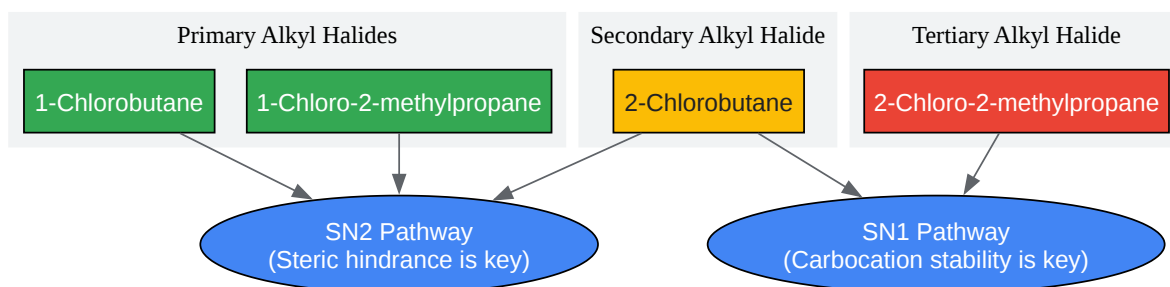 Primary Alkyl Halides
Secondary Alkyl Halide
Tertiary Alkyl Halide
1-Chlorobutane
1-Chloro-2-methylpropane
2-Chlorobutane
2-Chloro-2-methylpropane
SN2 Pathway
(Steric hindrance is key)
SN1 Pathway
(Carbocation stability is key)